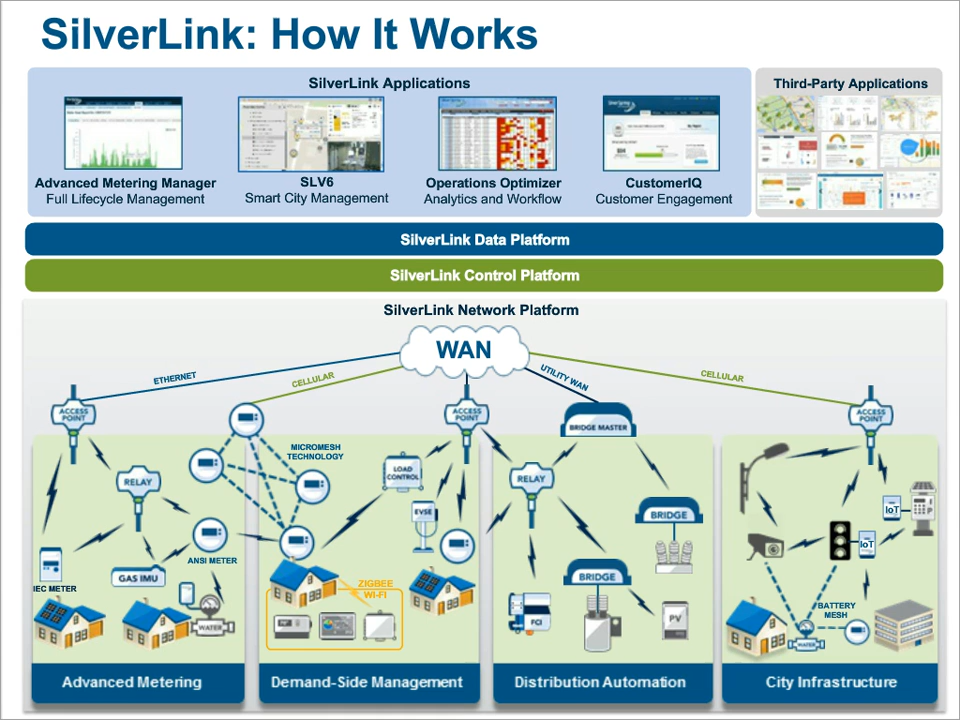 SilverLink: How It Works
SilverLink Applications
Third-Party Applications
Advanced Metering Manager
Full Lifecycle Management
SLV6
Smart City Management
Operations Optimizer
Analytics and Workflow
CustomerIQ
Customer Engagement
SilverLink Data Platform
SilverLink Control Platform
SilverLink Network Platform
WAN
ETHERNET
CELLULAR
UTILITY WAN
CELLULAR
ACCESS
POINT
ACCESS
POINT
BRIDGE MASTER
ACCESS
POINT
MICROMESH
TECHNOLOGY
RELAY
LOAD
CONTROL
RELAY
EVSE
BRIDGE
IoT
IoT
ANSI METER
GAS IMU
IEC METER
WATER
ZIGBEE
WI-FI
BRIDGE
FCI
PV
BATTERY
MESH
WATER
Advanced Metering
Demand-Side Management
Distribution Automation
City Infrastructure